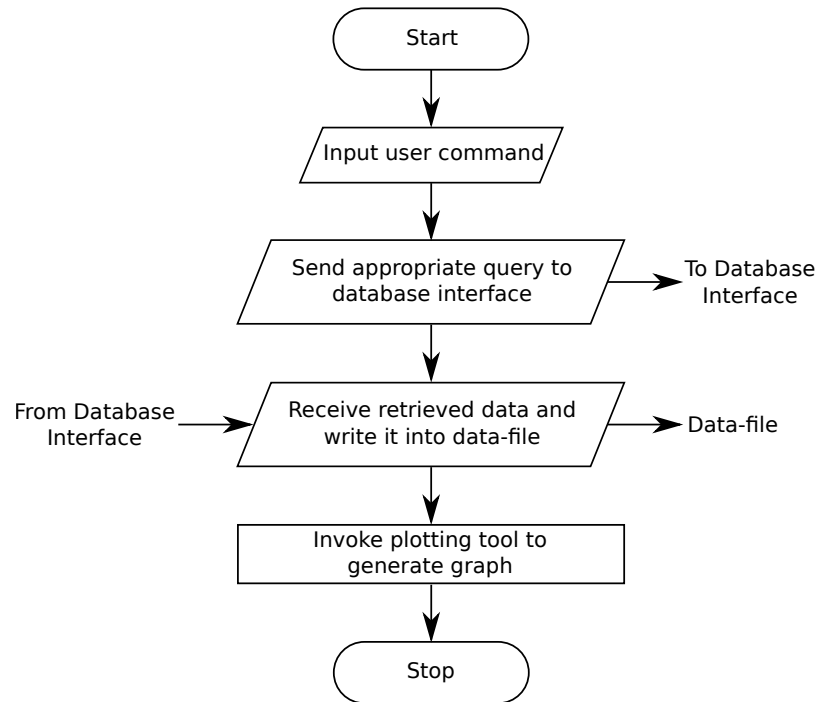 Start
Input user command
Send appropriate query to
database interface
To Database
Interface
From Database
Interface
Receive retrieved data and
write it into data-file
Data-file
Invoke plotting tool to
generate graph
Stop